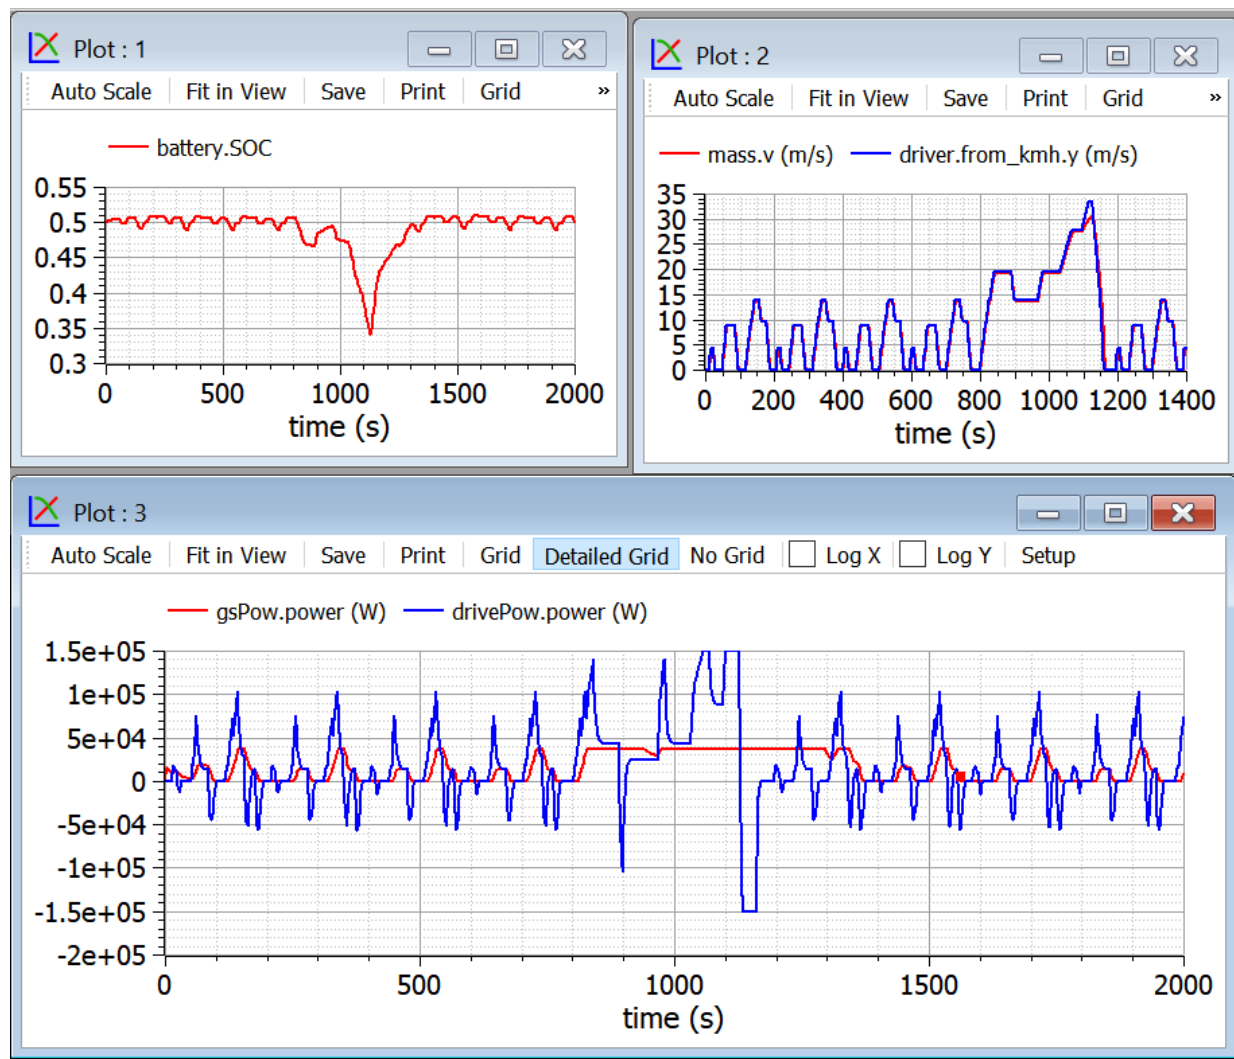 Plot : 1
Auto Scale Fit in View Save Print Grid »
battery.SOC
0.55
0.5
0.45
0.4
0.35
0.3
0 500 1000 1500 2000
time (s)
Plot : 2
Auto Scale Fit in View Save Print Grid »
mass.v (m/s) driver.from_kmh.y (m/s)
35
30
25
20
15
10
5
0
0 200 400 600 800 1000 1200 1400
time (s)
Plot : 3
Auto Scale Fit in View Save Print Grid Detailed Grid No Grid Log X Log Y Setup
gsPow.power (W) drivePow.power (W)
1.5e+05
1e+05
5e+04
0
-5e+04
-1e+05
-1.5e+05
-2e+05
0 500 1000 1500 2000
time (s)